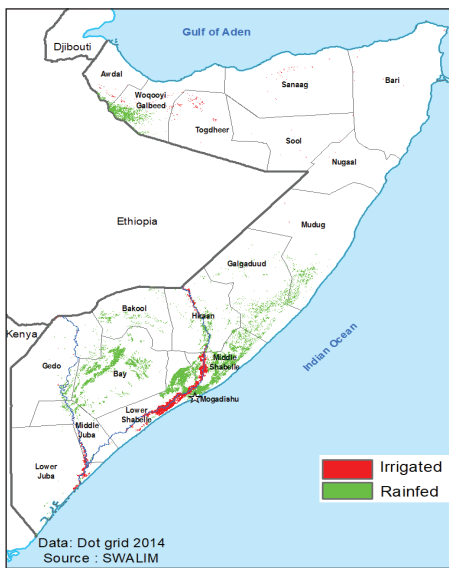 Gulf of Aden
Djibouti
Awdal
Woqooyi
Galbeed
Sanaag
Bari
Togdheer
Sool
Nugaal
Ethiopia
Mudug
Galgaduud
Bakool
Hiraan
Kenya
Gedo
Bay
Middle
Shabelle
Indian Ocean
Mogadishu
Lower
Shabelle
Middle
Juba
Lower
Juba
Irrigated
Rainfed
Data: Dot grid 2014
Source : SWALIM